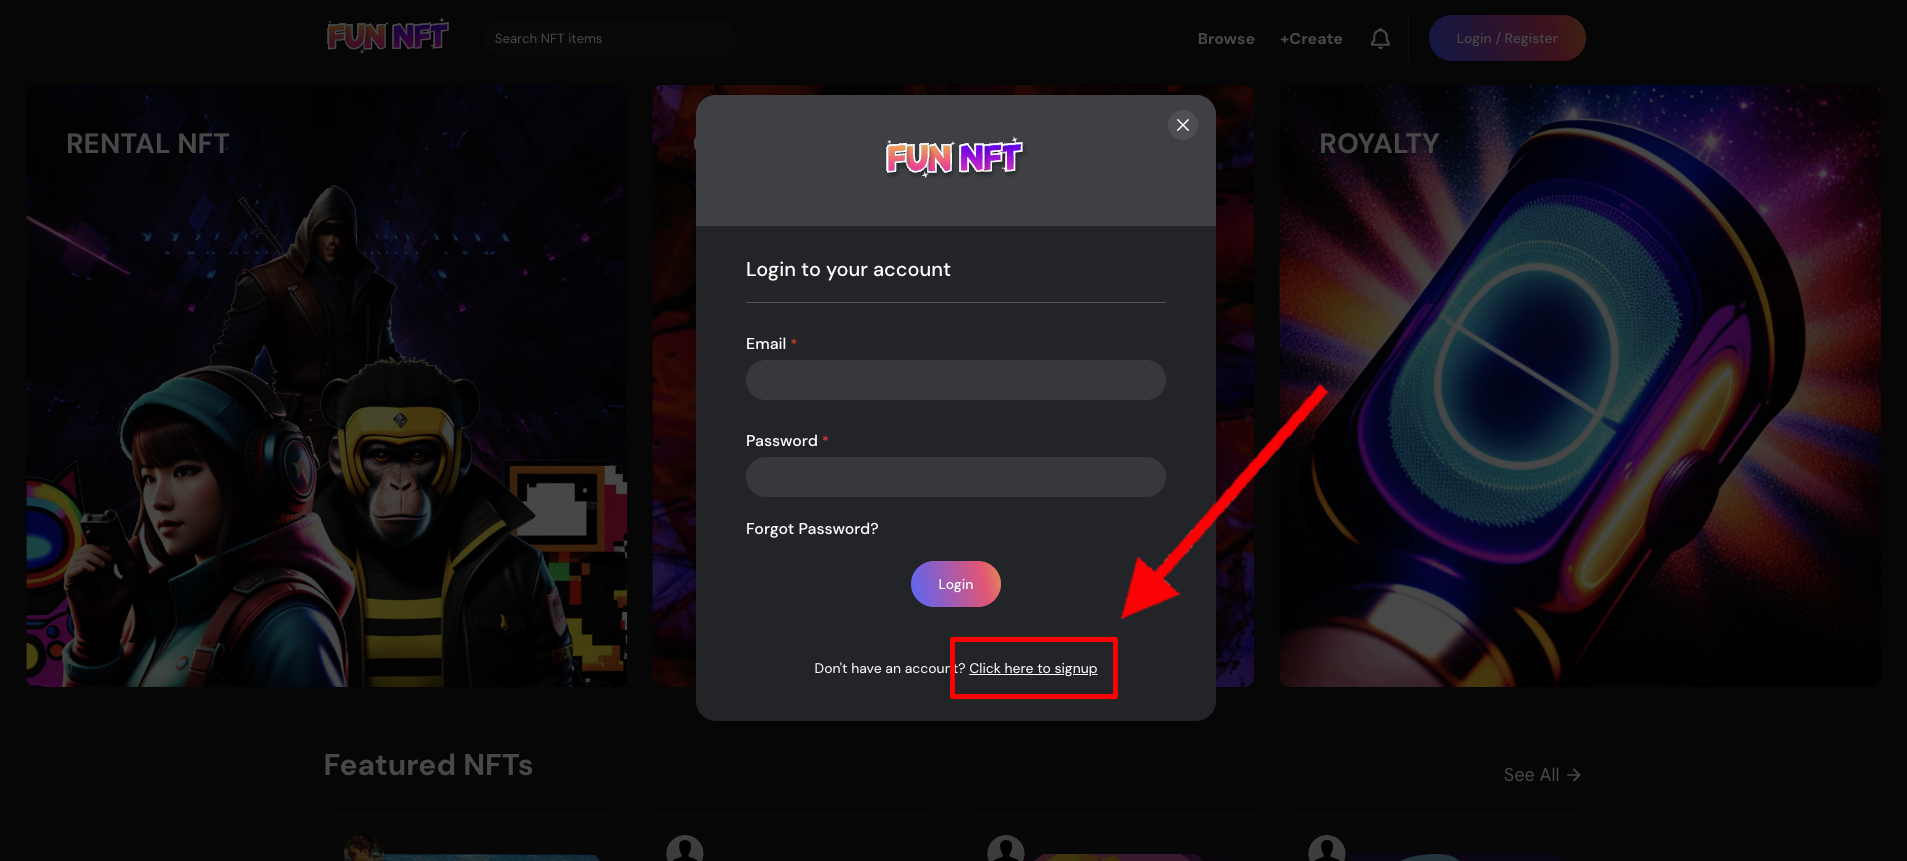 FUN NFT
Search NFT items
Browse
+Create
Login / Register
RENTAL NFT
ROYALTY
FUN NFT
Login to your account
Email *
Password *
Forgot Password?
Login
Don't have an account? Click here to signup
Featured NFTs
See All →